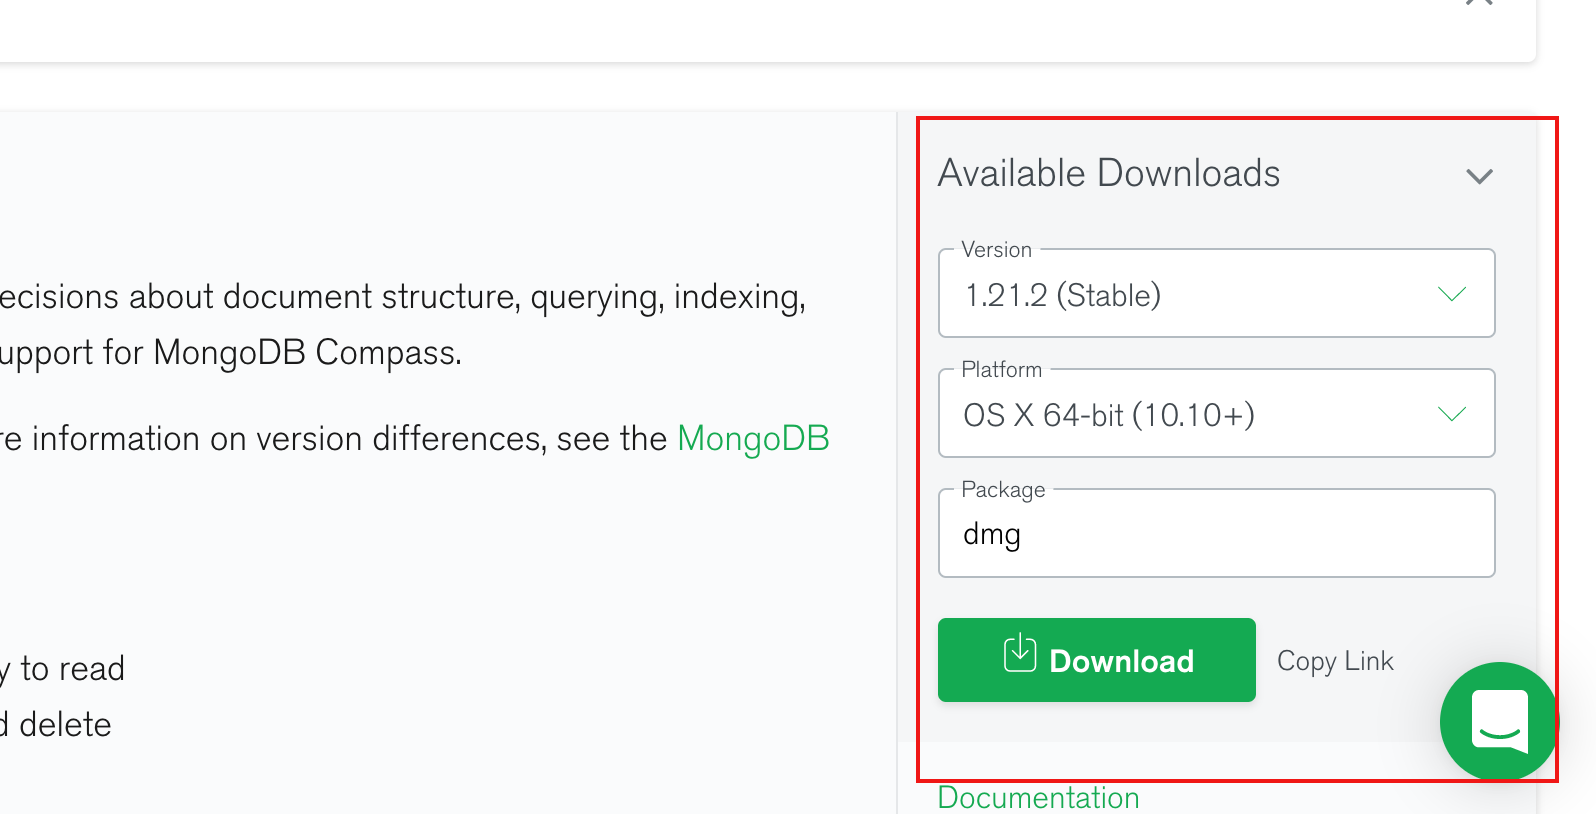 ecisions about document structure, querying, indexing,
upport for MongoDB Compass.
re information on version differences, see the MongoDB
y to read
d delete
Available Downloads
Version
1.21.2 (Stable)
Platform
OS X 64-bit (10.10+)
Package
dmg
Download
Copy Link
Documentation